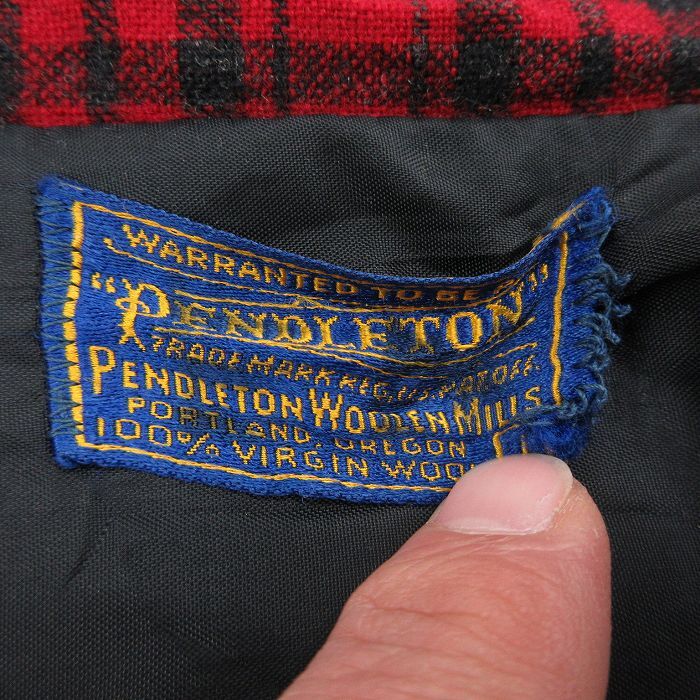 WARRANTED TO BE A
"PENDLETON"
TRADE MARK REG. U.S. PAT. OFF.
PENDLETON WOOLEN MILLS
PORTLAND, OREGON
100% VIRGIN WOOL